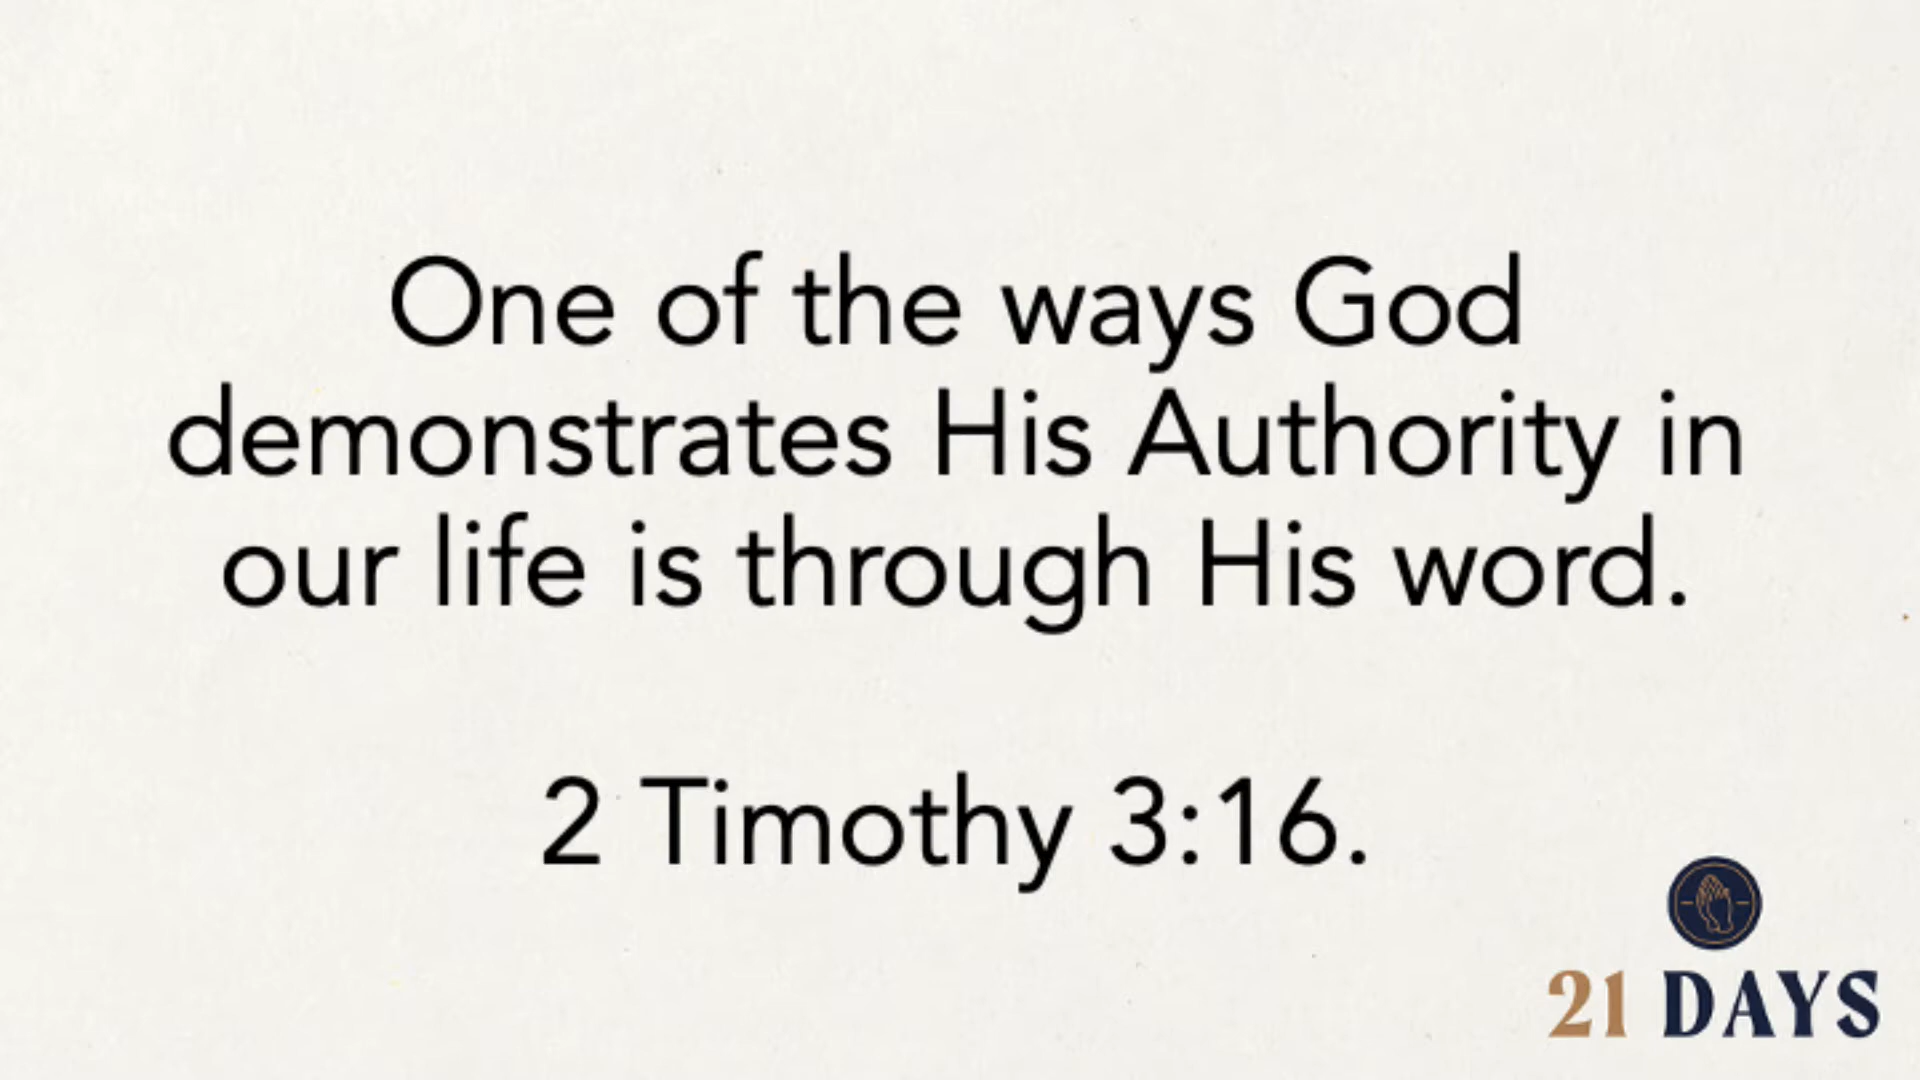 One of the ways God
demonstrates His Authority in
our life is through His word.
2 Timothy 3:16.
21 DAYS